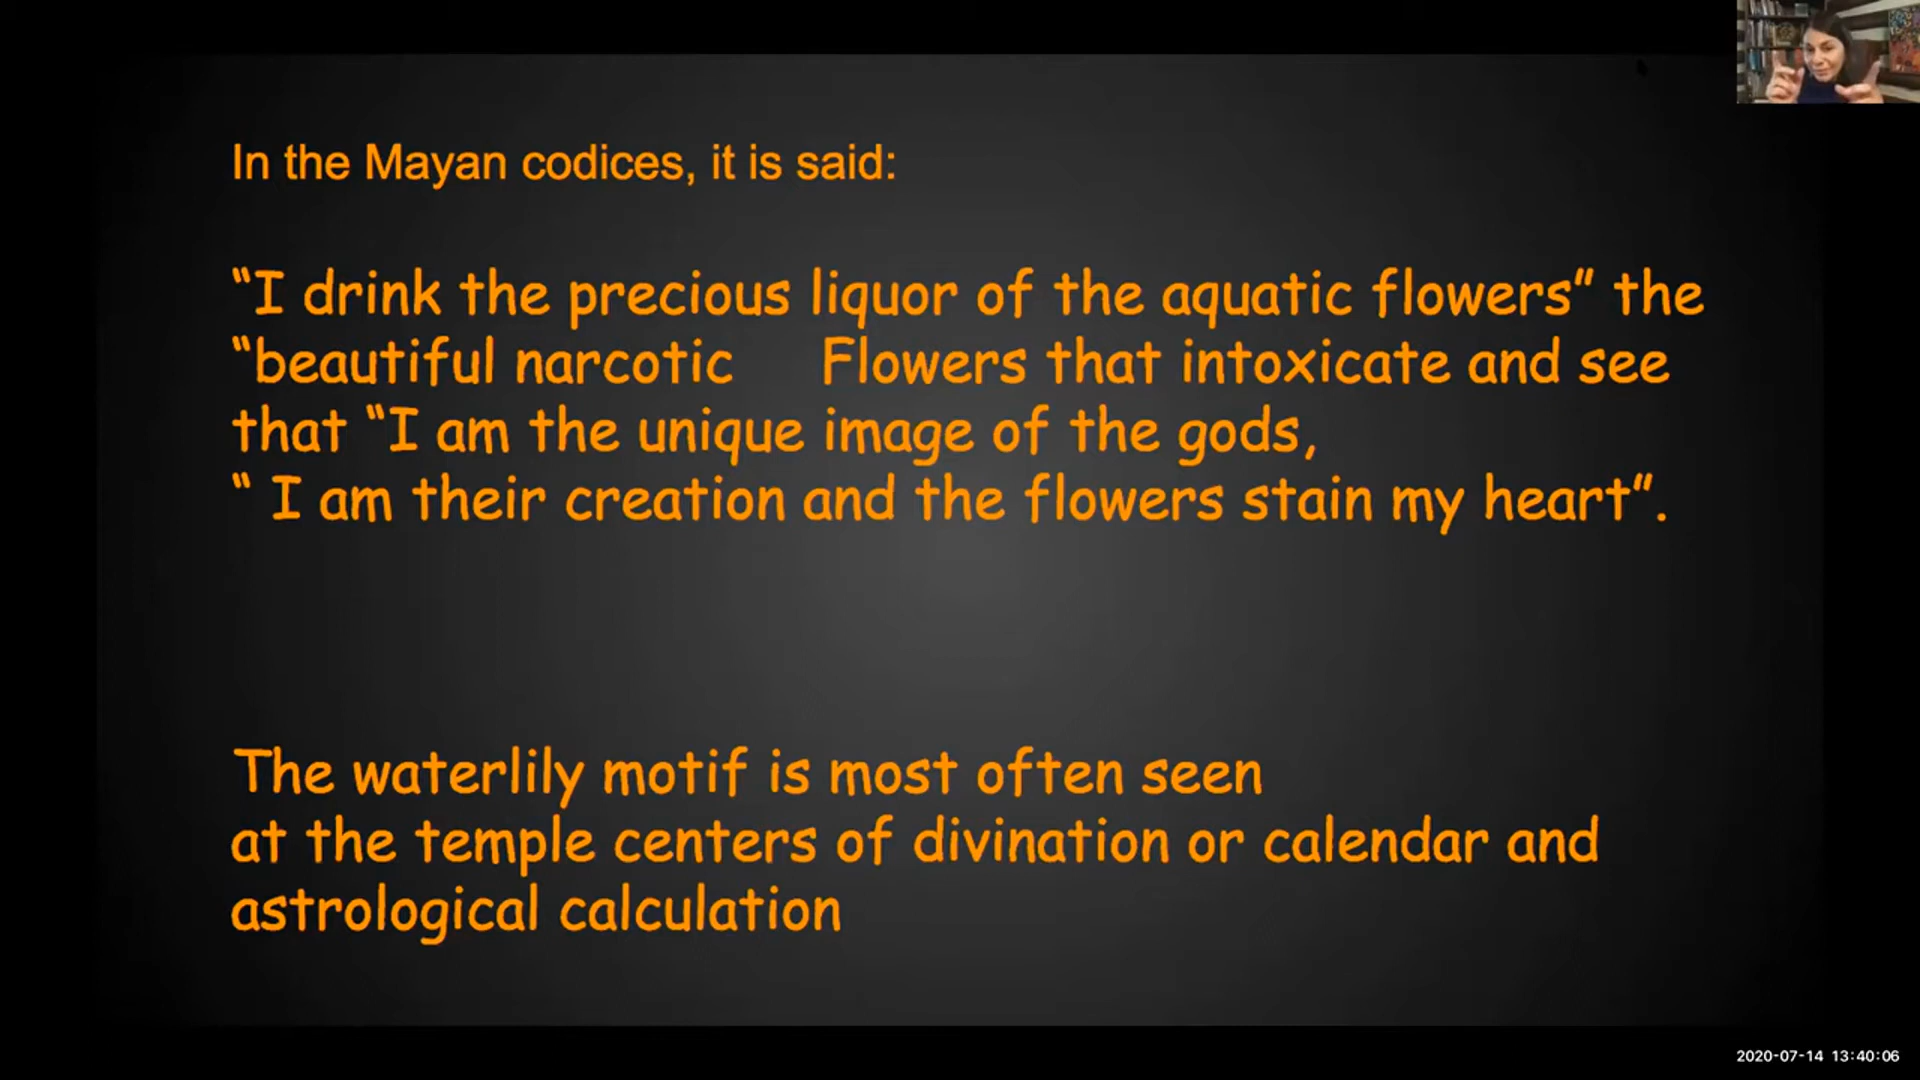 In the Mayan codices, it is said:
“I drink the precious liquor of the aquatic flowers” the
“beautiful narcotic Flowers that intoxicate and see
that “I am the unique image of the gods,
“ I am their creation and the flowers stain my heart”.
The waterlily motif is most often seen
at the temple centers of divination or calendar and
astrological calculation
2020-07-14 13:40:06